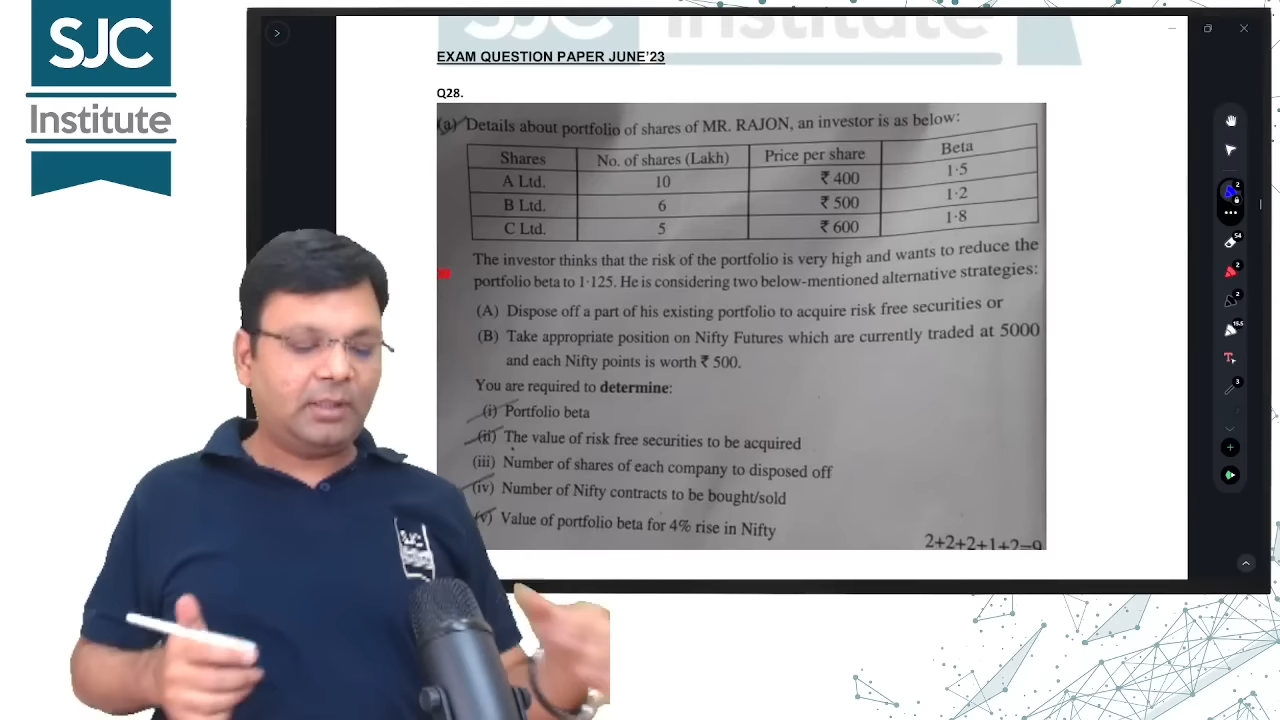 SJC
Institute
Institute
EXAM QUESTION PAPER JUNE'23
Q28.
(a) Details about portfolio of shares of MR. RAJON, an investor is as below:
Shares No. of shares (Lakh) Price per share Beta
A Ltd. 10 ₹ 400 1·5
B Ltd. 6 ₹ 500 1·2
C Ltd. 5 ₹ 600 1·8
The investor thinks that the risk of the portfolio is very high and wants to reduce the
portfolio beta to 1·125. He is considering two below-mentioned alternative strategies:
(A) Dispose off a part of his existing portfolio to acquire risk free securities or
(B) Take appropriate position on Nifty Futures which are currently traded at 5000
and each Nifty points is worth ₹ 500.
You are required to determine:
(i) Portfolio beta
(ii) The value of risk free securities to be acquired
(iii) Number of shares of each company to disposed off
(iv) Number of Nifty contracts to be bought/sold
(v) Value of portfolio beta for 4% rise in Nifty
2+2+2+1+2=9
SJC